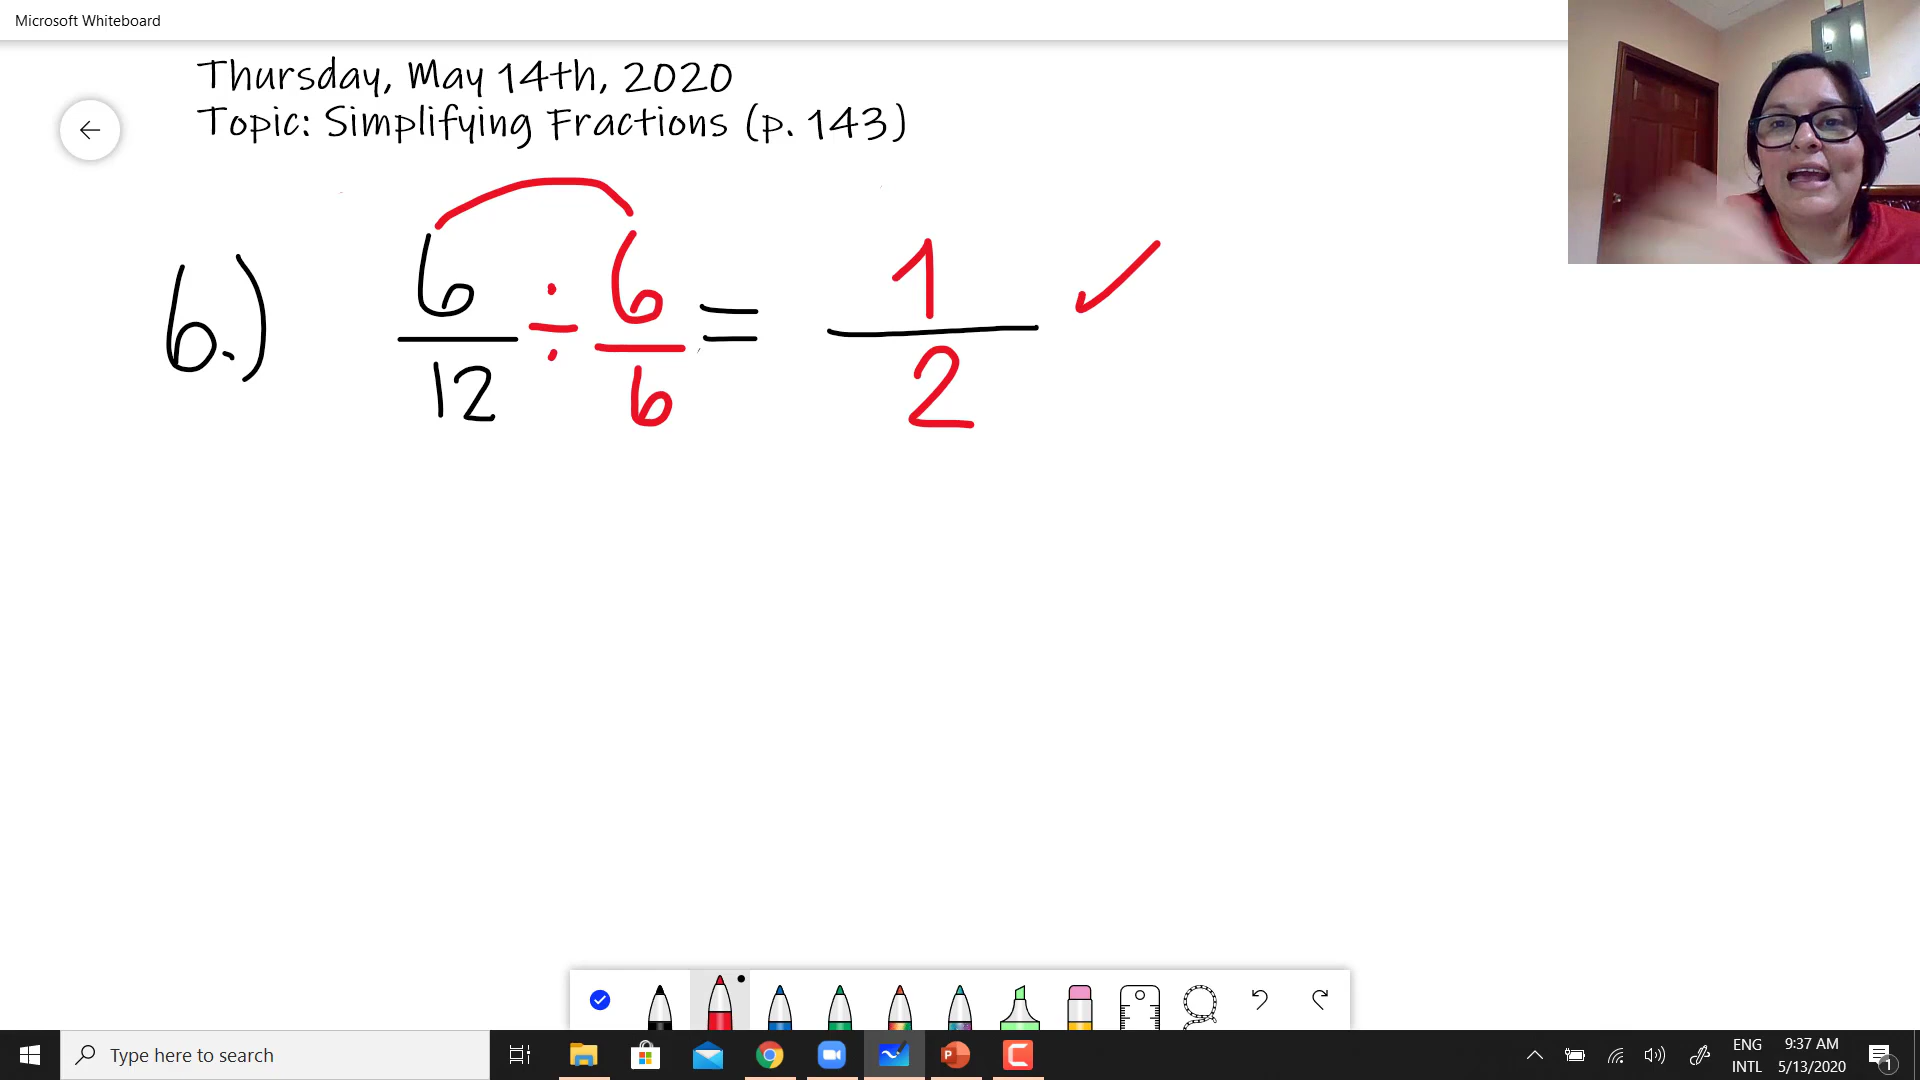 Microsoft Whiteboard
Thursday, May 14th, 2020
Topic: Simplifying Fractions (p. 143)
6.) 6/12 ÷ 6/6 = 1/2 ✓
Type here to search
P
ENG
INTL
9:37 AM
5/13/2020
1